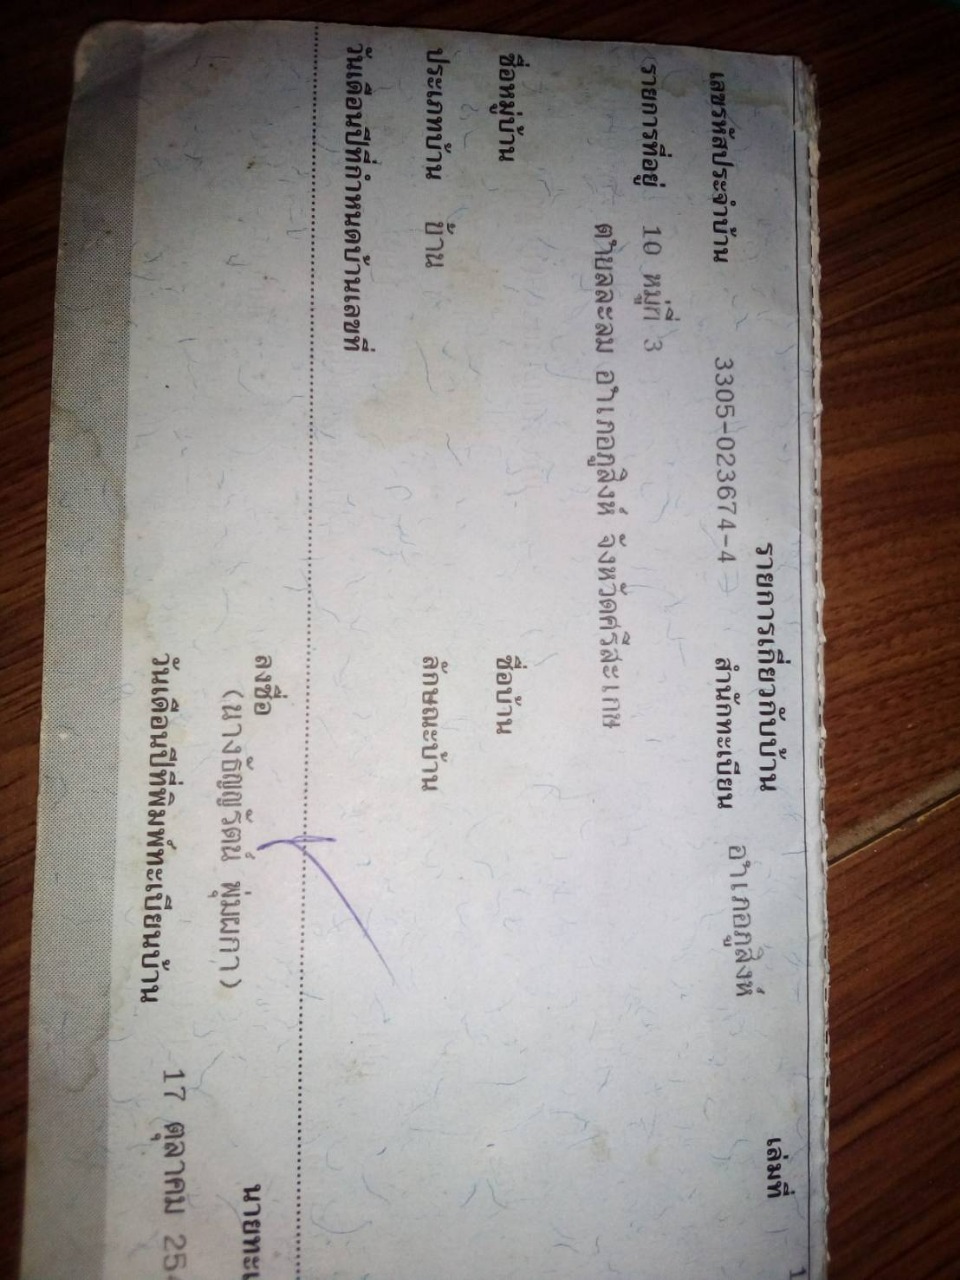 รายการเกี่ยวกับบ้าน เล่มที่ 1
เลขรหัสประจำบ้าน 3305-023674-4 สำนักทะเบียน อำเภอภูสิงห์
รายการที่อยู่ 10 หมู่ที่ 3
ตำบลละลม อำเภอภูสิงห์ จังหวัดศรีสะเกษ
ชื่อหมู่บ้าน ชื่อบ้าน
ประเภทบ้าน บ้าน ลักษณะบ้าน
วันเดือนปีที่กำหนดบ้านเลขที่
ลงชื่อ นายทะเ
(นางธัญญรัตน์ พุ่มผกา)
วันเดือนปีที่พิมพ์ทะเบียนบ้าน 17 ตุลาคม 25